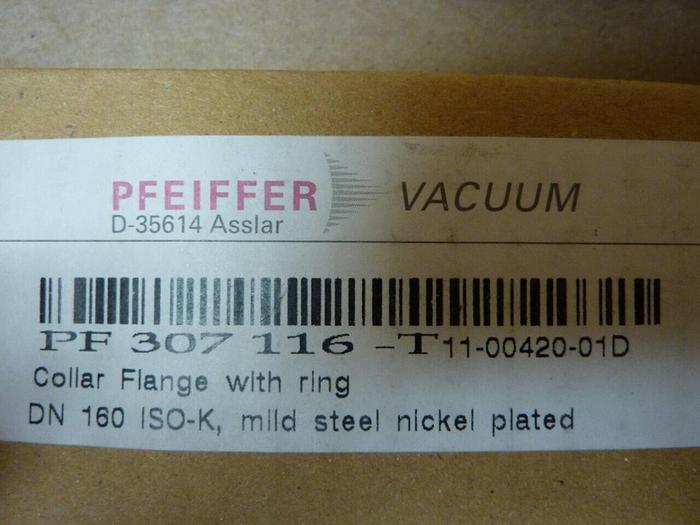 PFEIFFER VACUUM
D-35614 Asslar
PF 307 116 -T 11-00420-01D
Collar Flange with ring
DN 160 ISO-K, mild steel nickel plated